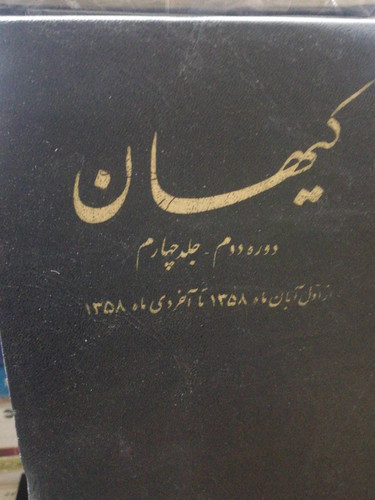 کیهان
دوره دوم - جلد چهارم
از اول آبان ماه ۱۳۵۸ تا آخر دی ماه ۱۳۵۸